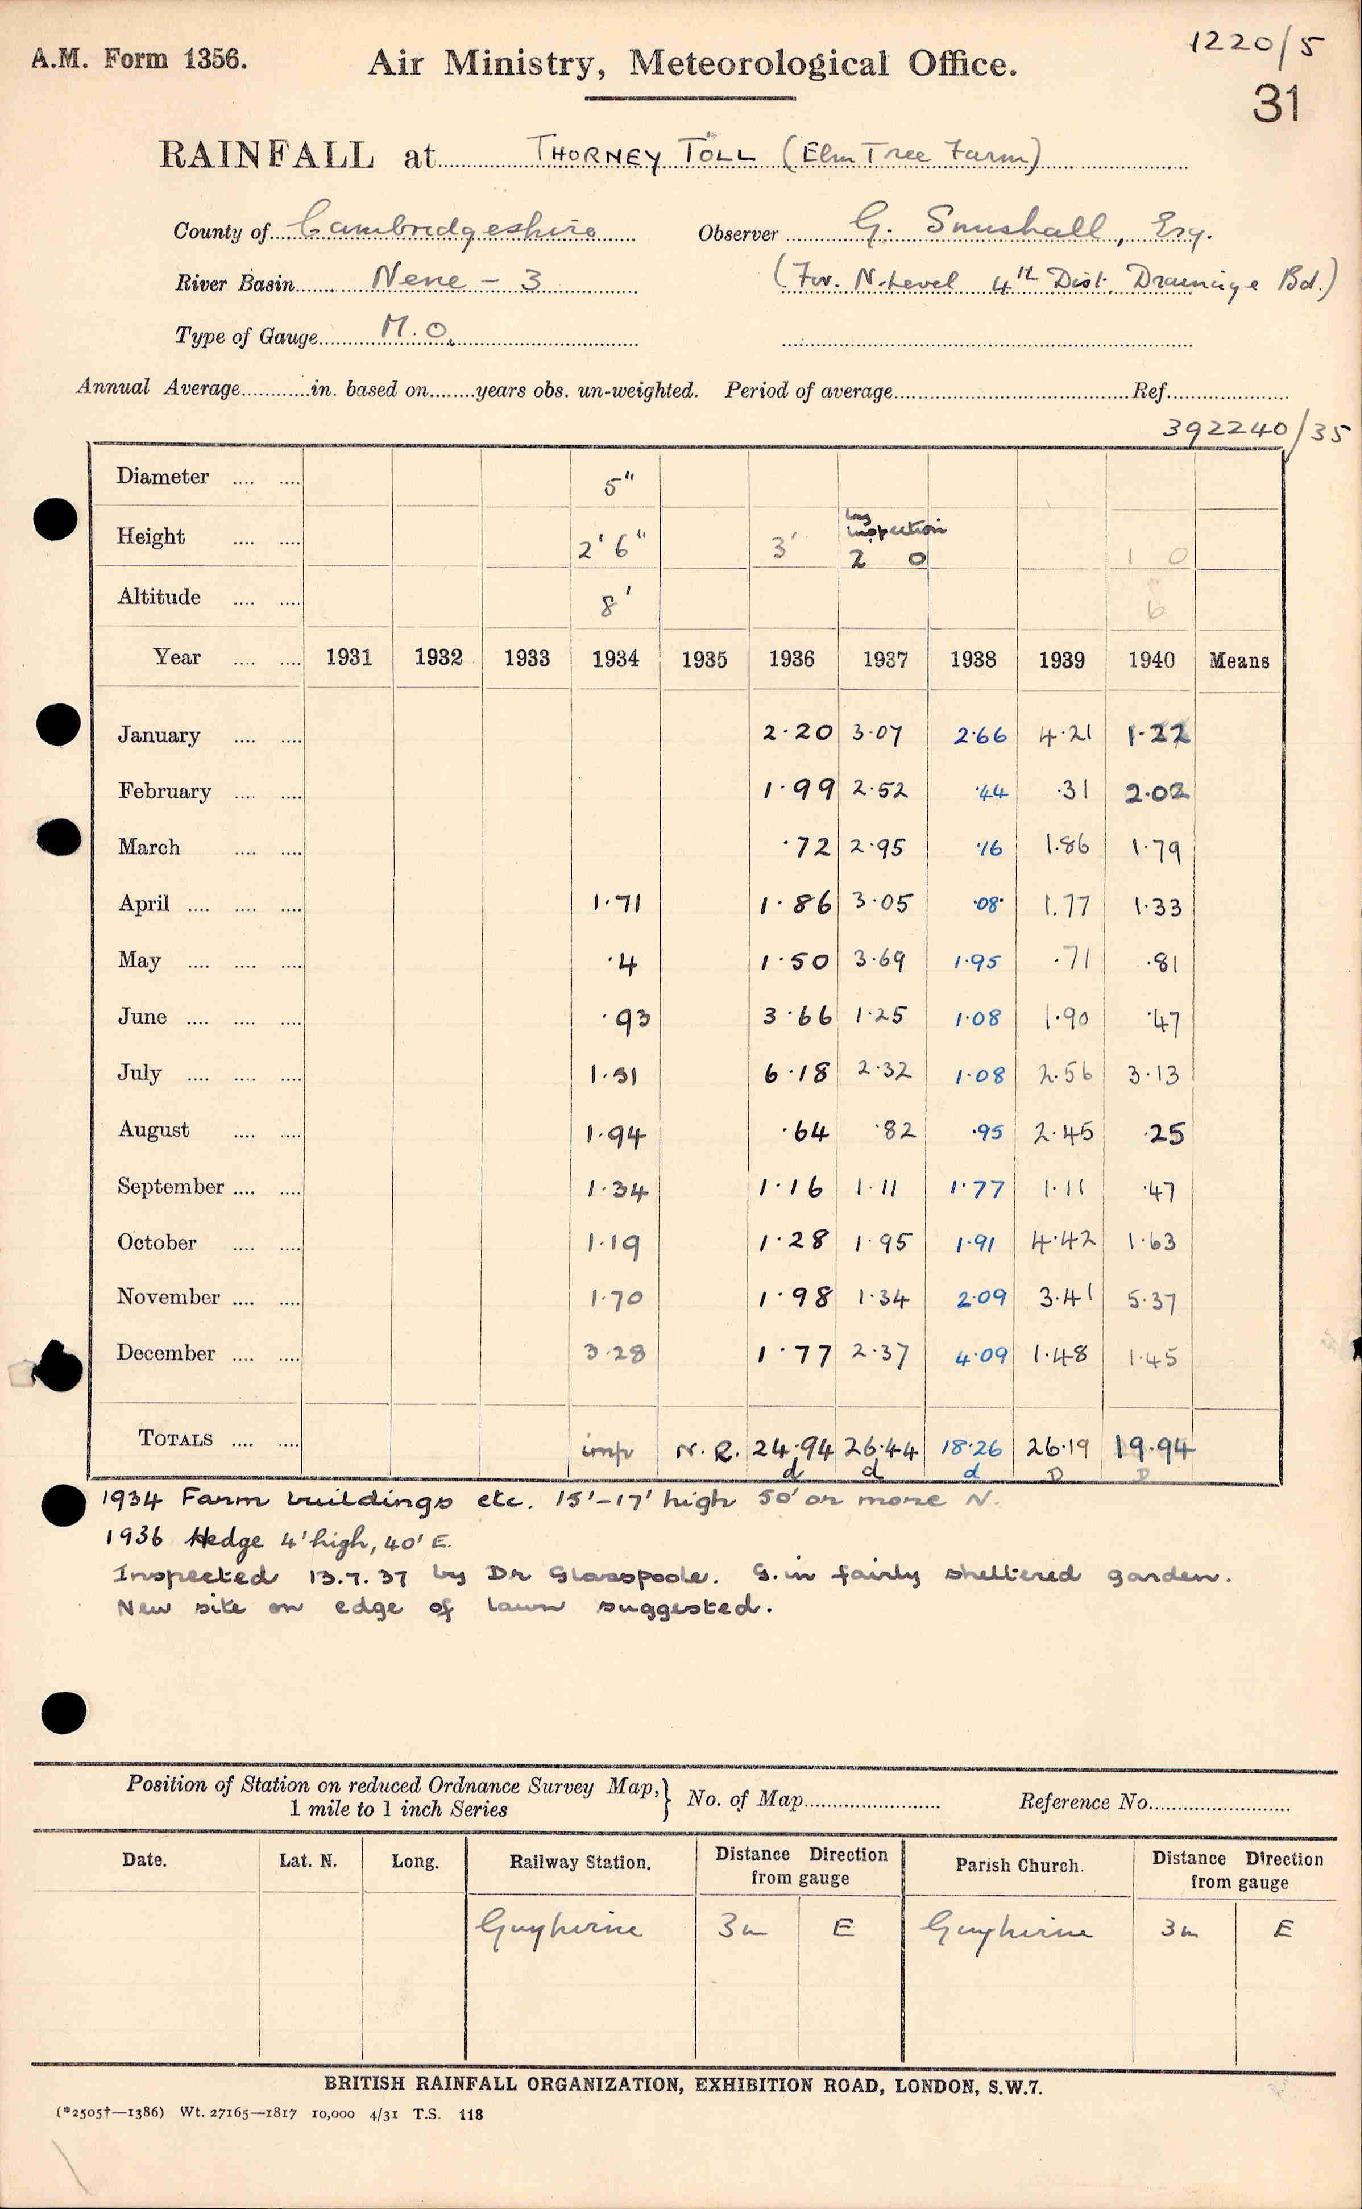 1220/5
A.M. Form 1356. Air Ministry, Meteorological Office.
31
RAINFALL at THORNEY TOLL (Elm Tree Farm)
County of Cambridgeshire Observer G. Smushall, Esq.
River Basin Nene - 3 (For. N. Level 4th Dist. Drainage Bd.)
Type of Gauge M.O.
Annual Average............in. based on........years obs. un-weighted. Period of average.......................Ref...............
392240/35
Diameter .... .... 5"
Height .... .... 2' 6" 3' by inspection 2 0 1 0
Altitude .... .... 8' 6
Year .... .... 1931 1932 1933 1934 1935 1936 1937 1938 1939 1940 Means
January .... .... 2·20 3·07 2·66 4·21 1·22
February .... .... 1·99 2·52 ·44 ·31 2·02
March .... .... ·72 2·95 ·16 1·86 1·79
April .... .... .... 1·71 1·86 3·05 ·08 1.77 1·33
May .... .... .... ·4 1·50 3·69 1·95 ·71 ·81
June .... .... .... ·93 3·66 1·25 1·08 1·90 ·47
July .... .... .... 1·51 6·18 2·32 1·08 2·56 3·13
August .... .... 1·94 ·64 ·82 ·95 2·45 ·25
September .... .... 1·34 1·16 1·11 1·77 1·11 ·47
October .... .... 1·19 1·28 1·95 1·91 4·42 1·63
November .... .... 1·70 1·98 1·34 2·09 3·41 5·37
December .... .... 3·28 1·77 2·37 4·09 1·48 1·45
TOTALS .... .... imp N. R. 24·94 26·44 18·26 26·19 19·94
d d d D D
1934 Farm buildings etc. 15'–17' high 50' or more N.
1936 Hedge 4' high, 40' E.
Inspected 13.7.37 by Dr Glasspoole. G. in fairly sheltered garden.
New site on edge of lawn suggested.
Position of Station on reduced Ordnance Survey Map, } No. of Map........................ Reference No.........................
1 mile to 1 inch Series
Date. Lat. N. Long. Railway Station. Distance Direction from gauge Parish Church. Distance Direction from gauge
Guyhirne 3m E Guyhirne 3m E
BRITISH RAINFALL ORGANIZATION, EXHIBITION ROAD, LONDON, S.W.7.
(*2505†—1386) Wt. 27165—1817 10,000 4/31 T.S. 118